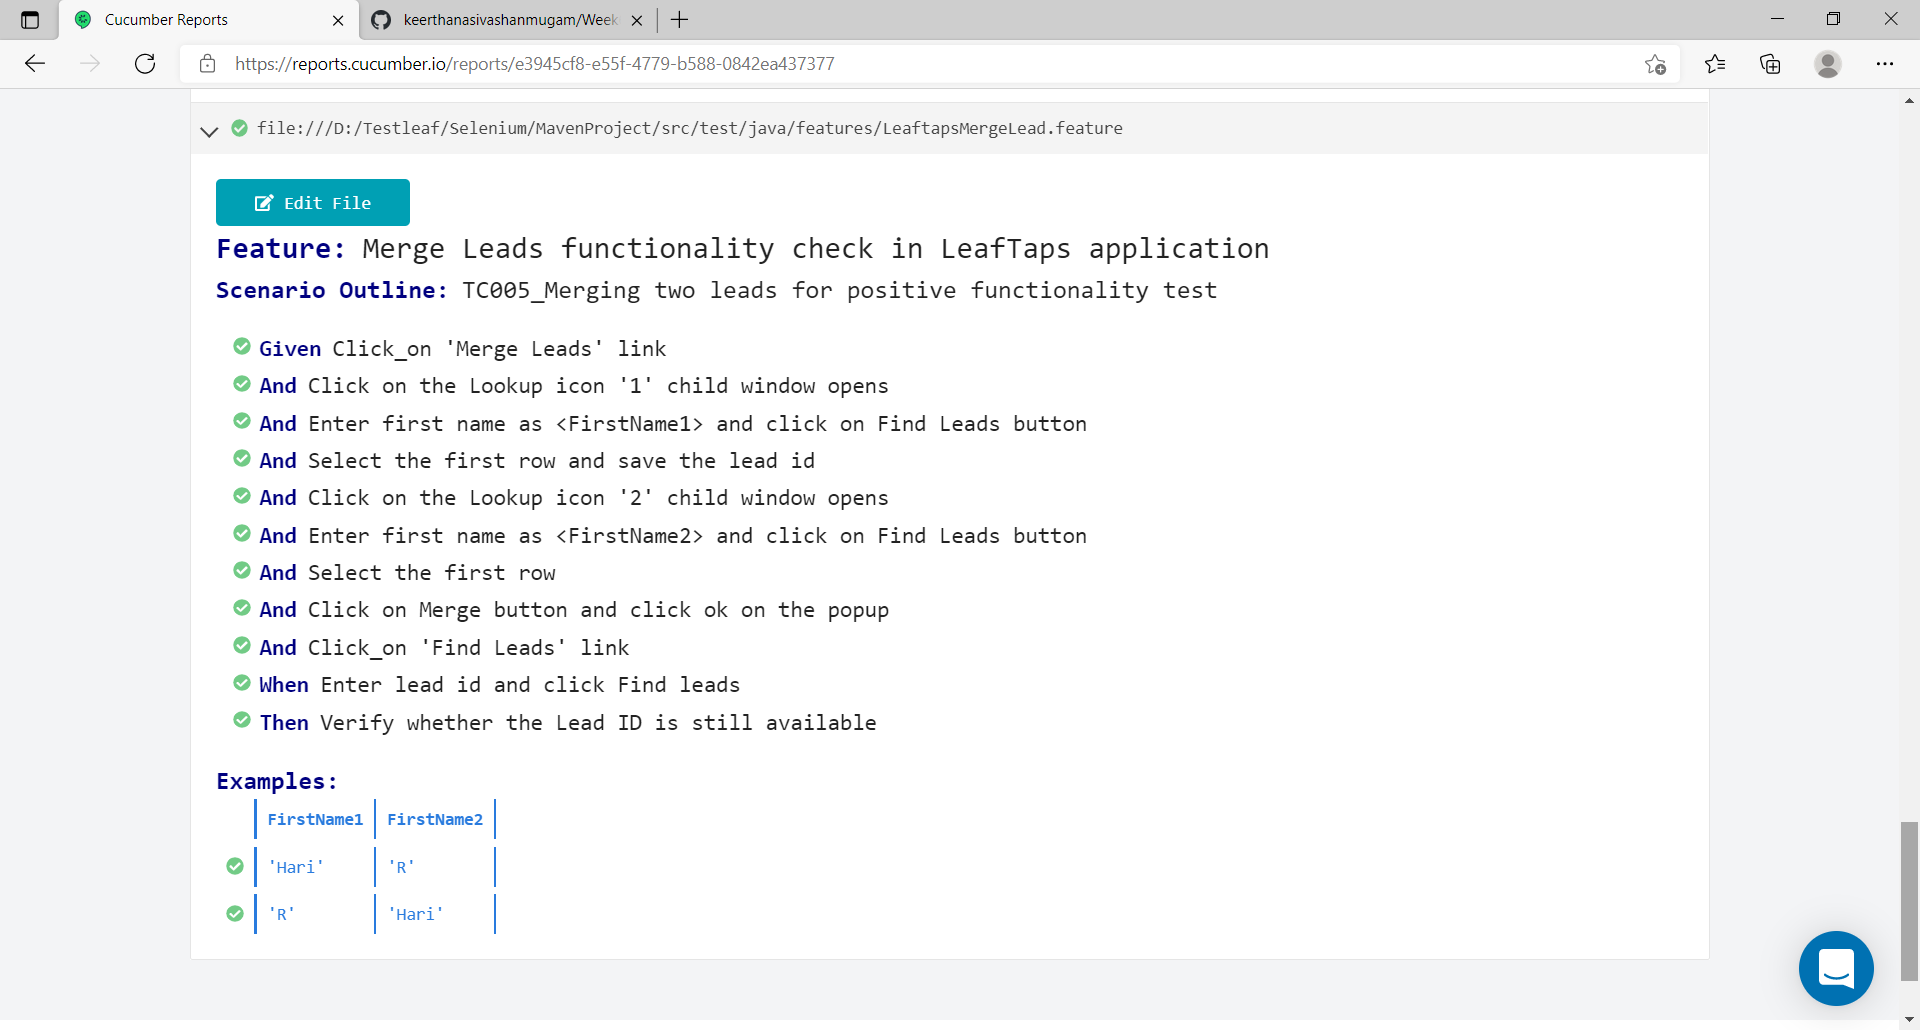 Cucumber Reports
keerthanasivashanmugam/Week
https://reports.cucumber.io/reports/e3945cf8-e55f-4779-b588-0842ea437377
file:///D:/Testleaf/Selenium/MavenProject/src/test/java/features/LeaftapsMergeLead.feature
Edit File
Feature: Merge Leads functionality check in LeafTaps application
Scenario Outline: TC005_Merging two leads for positive functionality test
Given Click_on 'Merge Leads' link
And Click on the Lookup icon '1' child window opens
And Enter first name as <FirstName1> and click on Find Leads button
And Select the first row and save the lead id
And Click on the Lookup icon '2' child window opens
And Enter first name as <FirstName2> and click on Find Leads button
And Select the first row
And Click on Merge button and click ok on the popup
And Click_on 'Find Leads' link
When Enter lead id and click Find leads
Then Verify whether the Lead ID is still available
Examples:
FirstName1 FirstName2
'Hari' 'R'
'R' 'Hari'